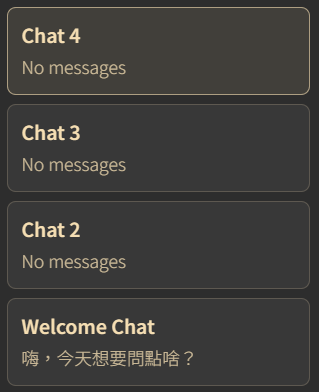 Chat 4
No messages
Chat 3
No messages
Chat 2
No messages
Welcome Chat
嗨，今天想要問點啥？